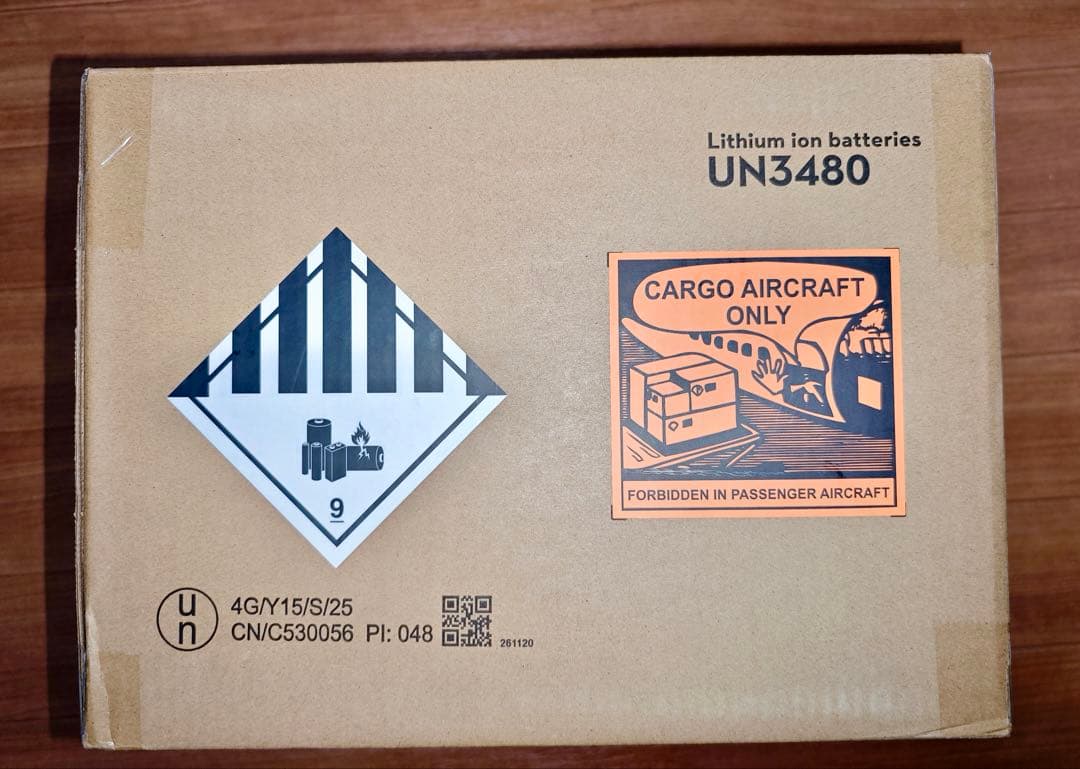 Lithium ion batteries
UN3480
CARGO AIRCRAFT
ONLY
FORBIDDEN IN PASSENGER AIRCRAFT
9
u
n
4G/Y15/S/25
CN/C530056 PI: 048
261120